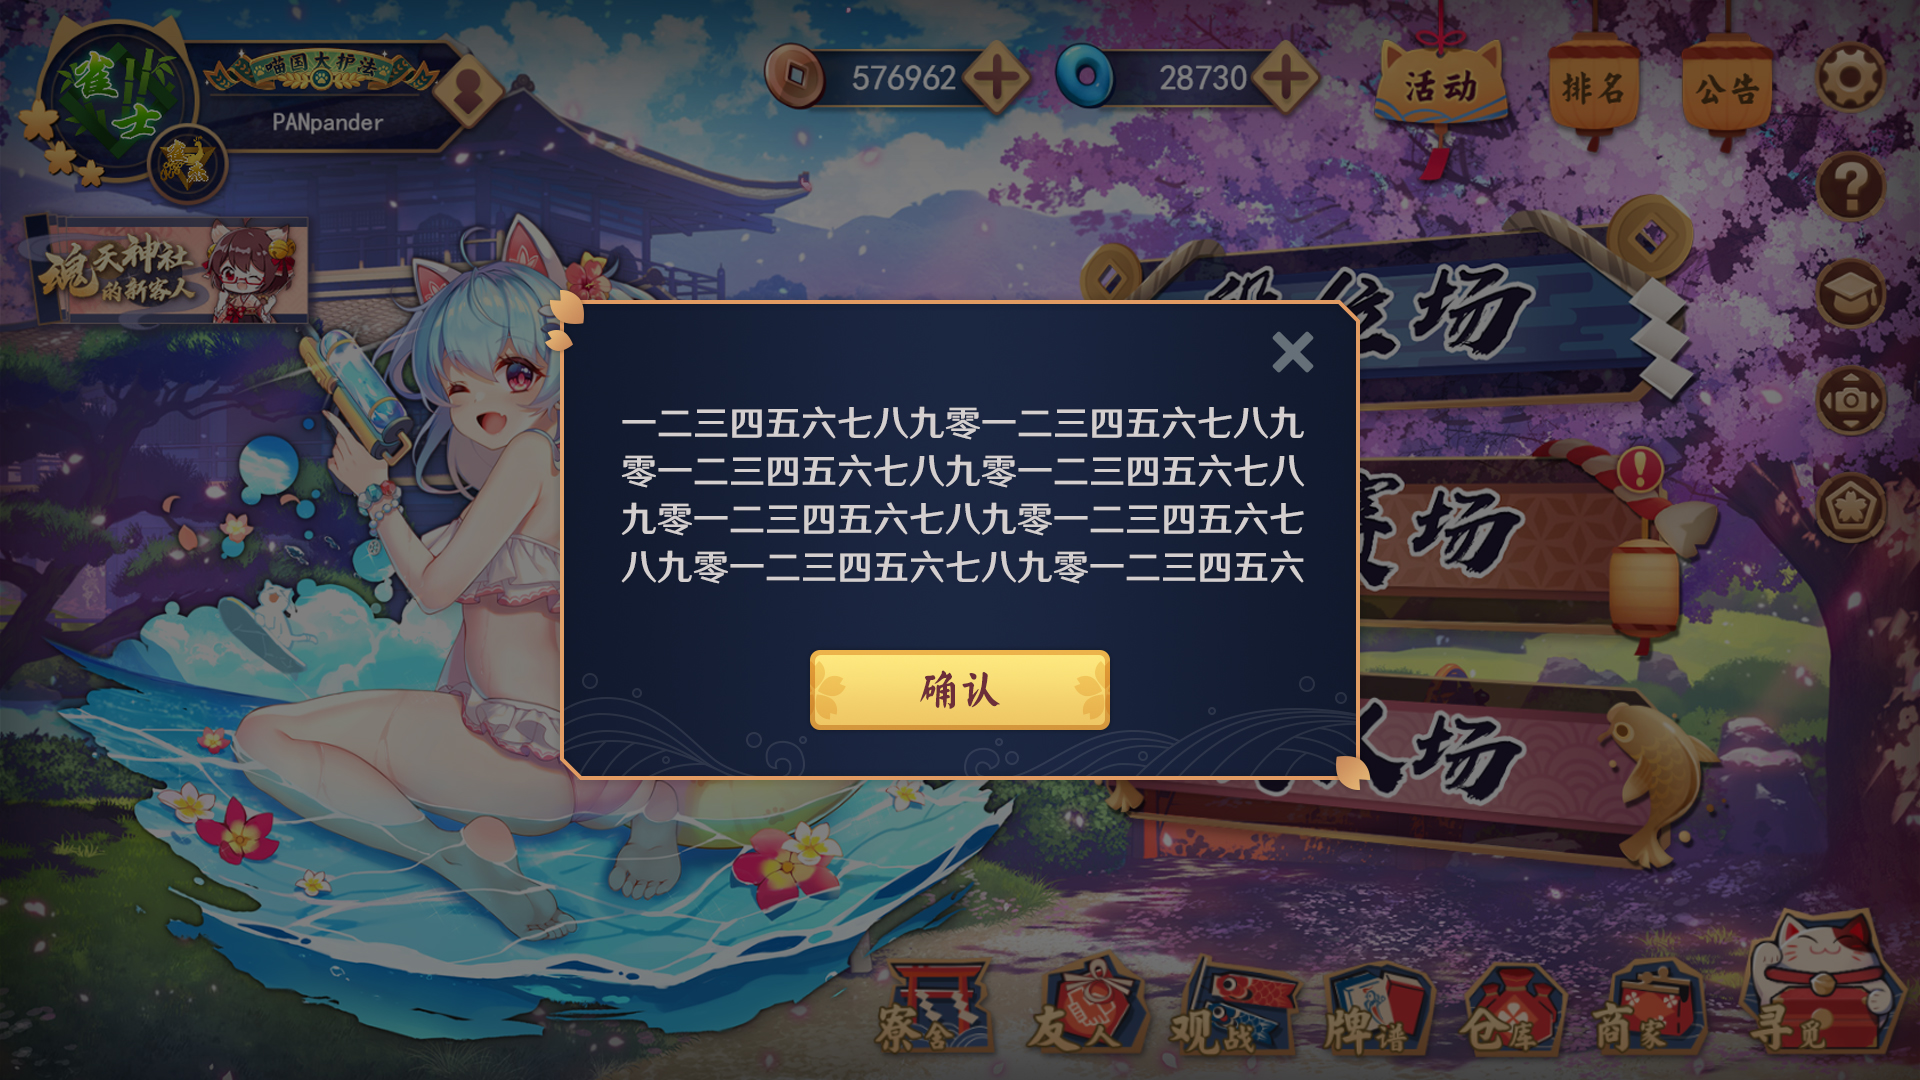 雀士
喵国大护法
PANpander
576962
28730
活动
排名
公告
魂天神社
的新客人
段位场
赛场
人场
一二三四五六七八九零一二三四五六七八九
零一二三四五六七八九零一二三四五六七八
九零一二三四五六七八九零一二三四五六七
八九零一二三四五六七八九零一二三四五六
确认
寮舍
友人
观战
牌谱
仓库
商家
寻觅